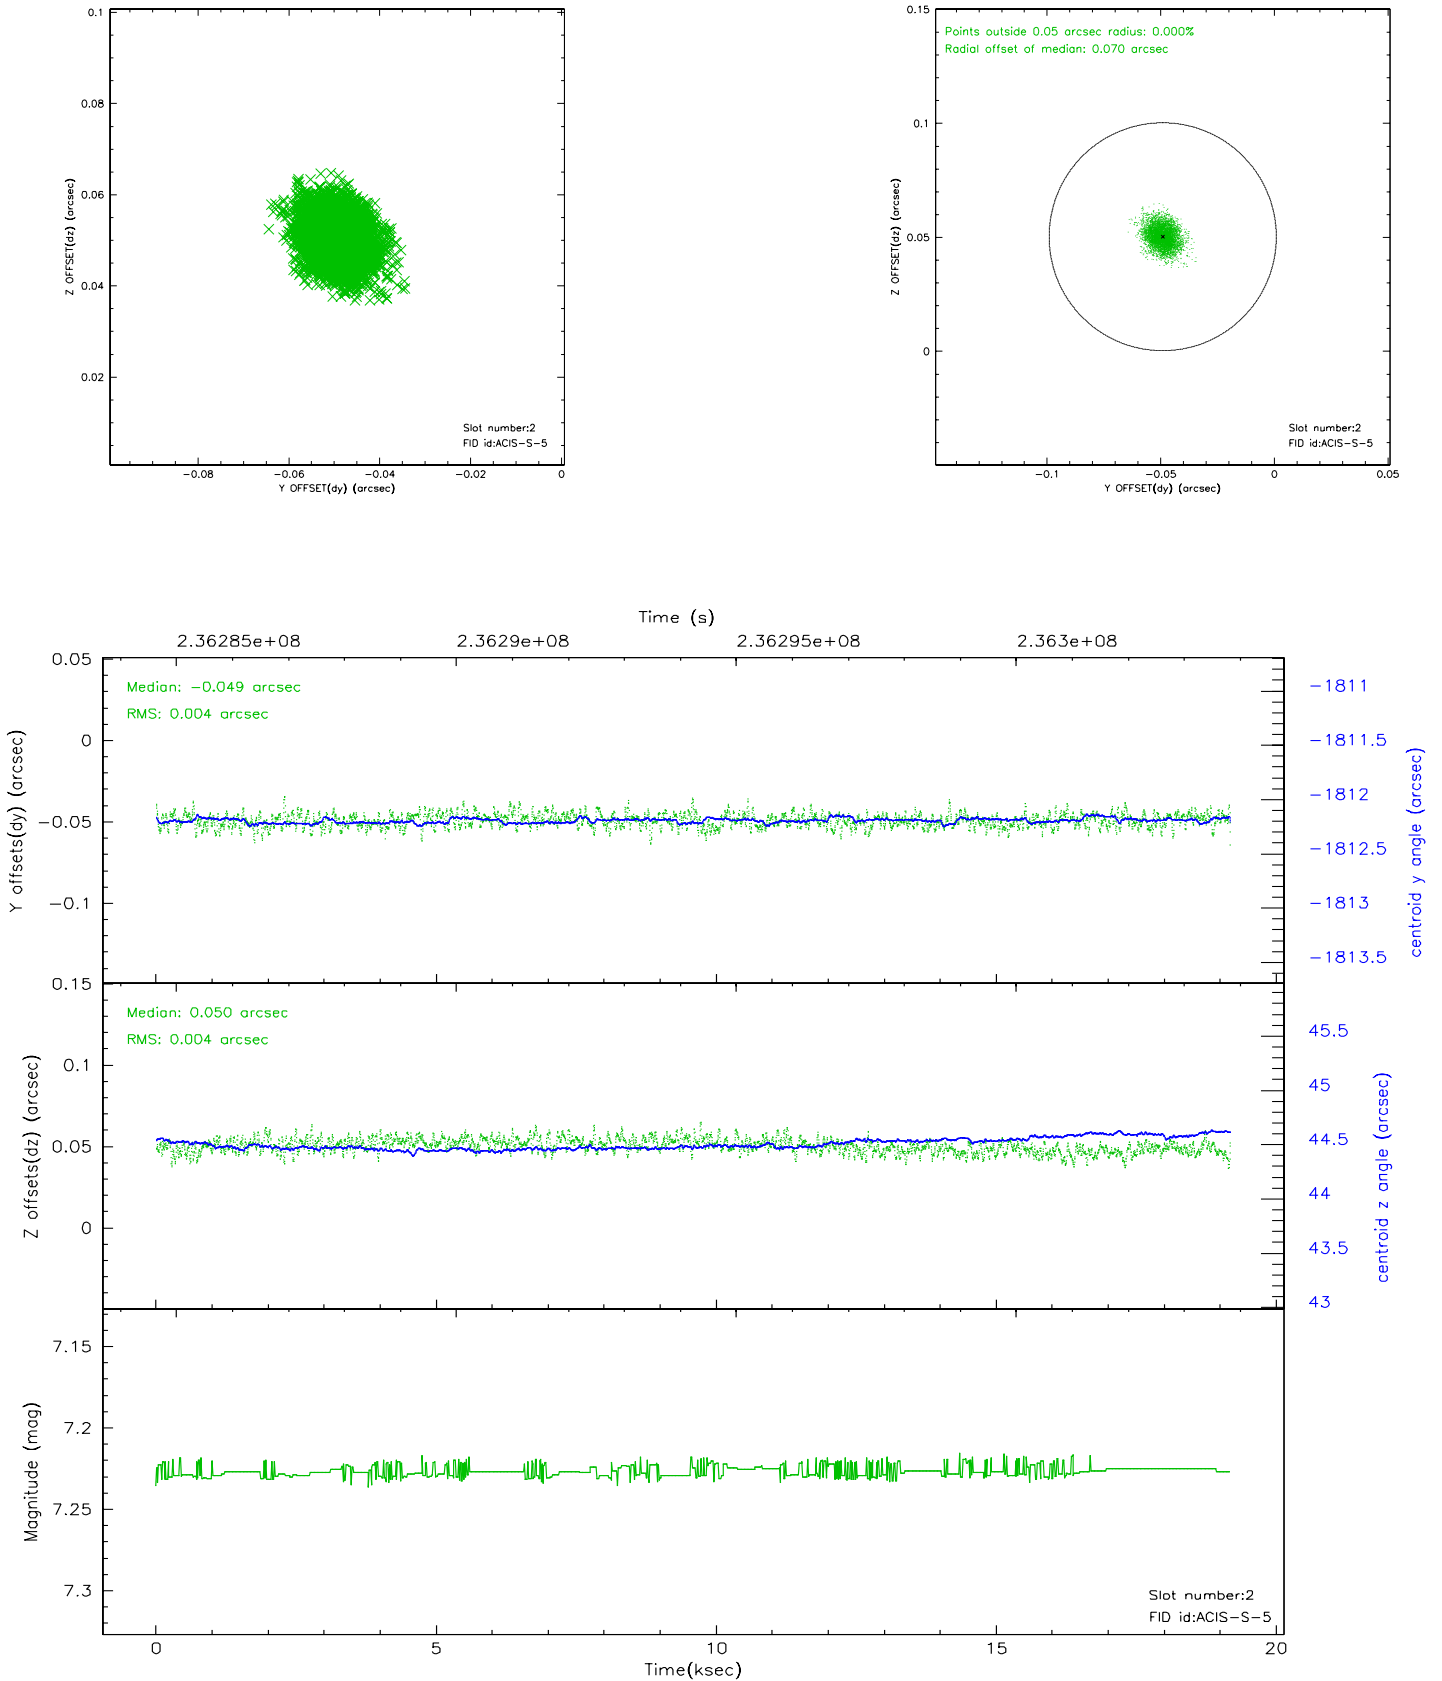 0.1
0.08
0.06
0.04
0.02
Z OFFSET(dz) (arcsec)
Slot number:2
FID id:ACIS-S-5
-0.08
-0.06
-0.04
-0.02
0
Y OFFSET(dy) (arcsec)
0.15
0.1
0.05
0
Z OFFSET(dz) (arcsec)
Points outside 0.05 arcsec radius: 0.000%
Radial offset of median: 0.070 arcsec
Slot number:2
FID id:ACIS-S-5
-0.1
-0.05
0
0.05
Y OFFSET(dy) (arcsec)
Time (s)
2.36285e+08
2.3629e+08
2.36295e+08
2.363e+08
0.05
0
-0.05
-0.1
Y offsets(dy) (arcsec)
Median: -0.049 arcsec
RMS: 0.004 arcsec
-1811
-1811.5
-1812
-1812.5
-1813
-1813.5
centroid y angle (arcsec)
0.15
0.1
0.05
0
Z offsets(dz) (arcsec)
Median: 0.050 arcsec
RMS: 0.004 arcsec
45.5
45
44.5
44
43.5
43
centroid z angle (arcsec)
7.15
7.2
7.25
7.3
Magnitude (mag)
Slot number:2
FID id:ACIS-S-5
0
5
10
15
20
Time(ksec)